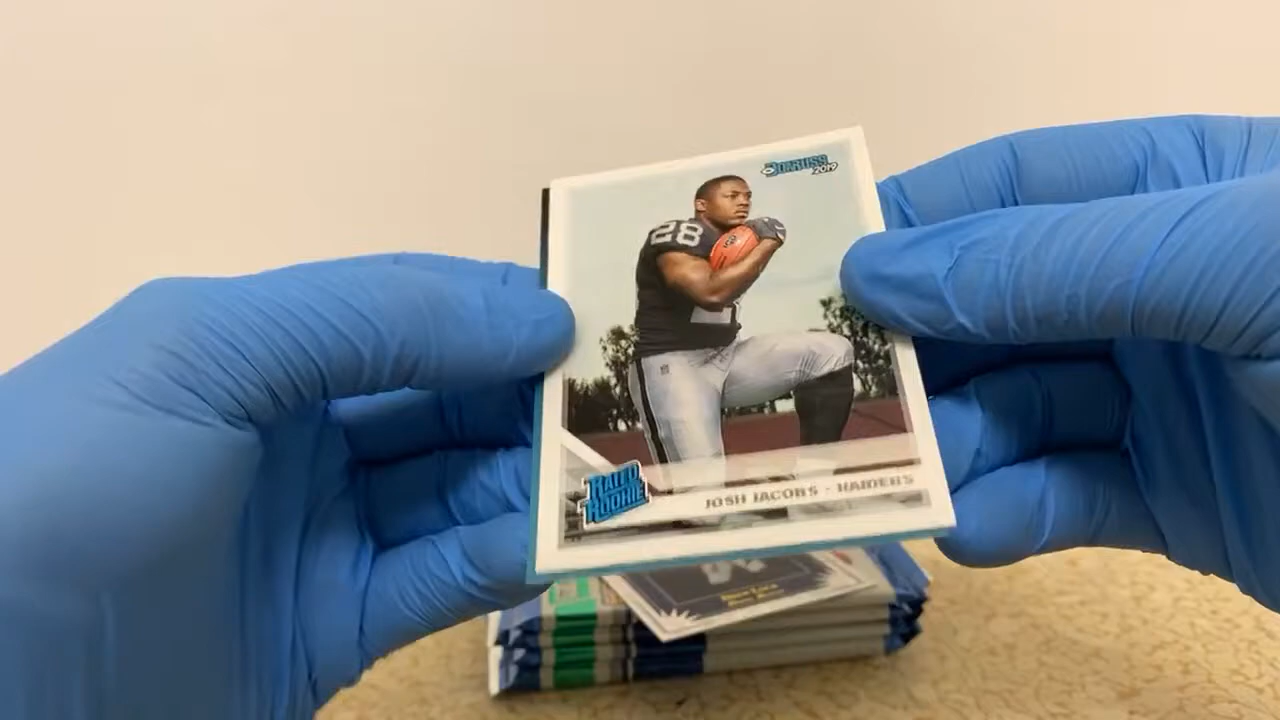 DONRUSS
2019
28
RATED
ROOKIE
JOSH JACOBS - RAIDERS